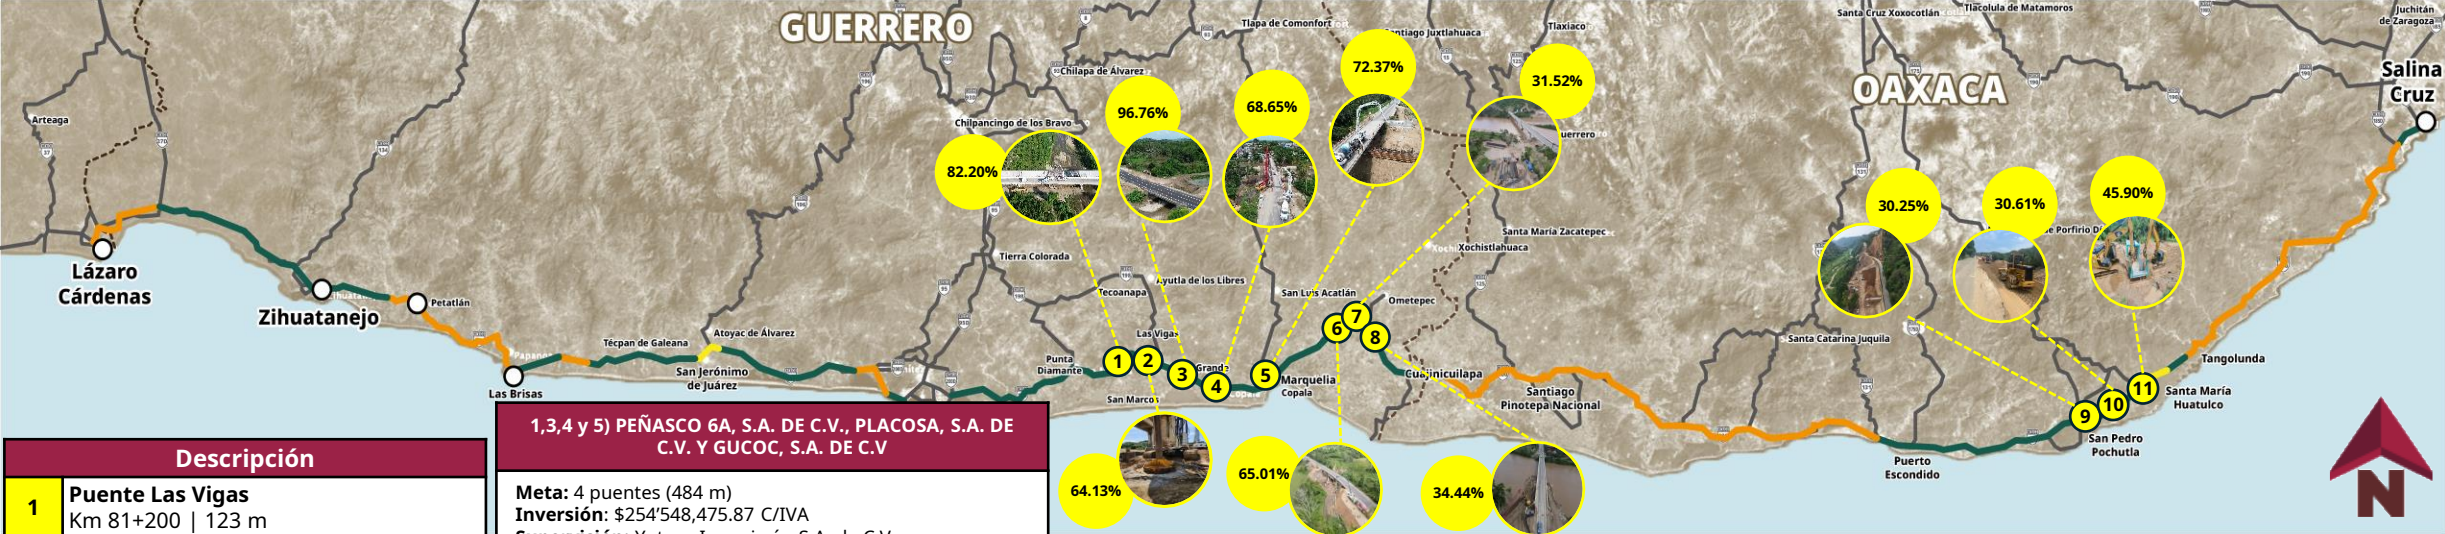 GUERRERO
OAXACA
Tlapa de Comonfort
Santiago Juxtlahuaca
Tlaxiaco
Santa Cruz Xoxocotlán
Tlacolula de Matamoros
Juchitán
de Zaragoza
Salina
Cruz
Arteaga
Chilapa de Álvarez
Chilpancingo de los Bravo
82.20%
96.76%
68.65%
72.37%
31.52%
30.25%
30.61%
45.90%
Lázaro
Cárdenas
Zihuatanejo
Petatlán
Las Brisas
Técpan de Galeana
Atoyac de Álvarez
San Jerónimo
de Juárez
Tierra Colorada
Tecoanapa
Ayutla de los Libres
Las Vigas
Punta
Diamante
San Marcos
Grande
Marquelia
Copala
San Luis Acatlán
Ometepec
Xochistlahuaca
Santa María Zacatepec
Cuajinicuilapa
Santiago
Pinotepa Nacional
Santa Catarina Juquila
Puerto
Escondido
San Pedro
Pochutla
Santa María
Huatulco
Tangolunda
1
2
3
4
5
6
7
8
9
10
11
64.13%
65.01%
34.44%
N
Descripción
1
Puente Las Vigas
Km 81+200 | 123 m
1,3,4 y 5) PEÑASCO 6A, S.A. DE C.V., PLACOSA, S.A. DE
C.V. Y GUCOC, S.A. DE C.V
Meta: 4 puentes (484 m)
Inversión: $254’548,475.87 C/IVA